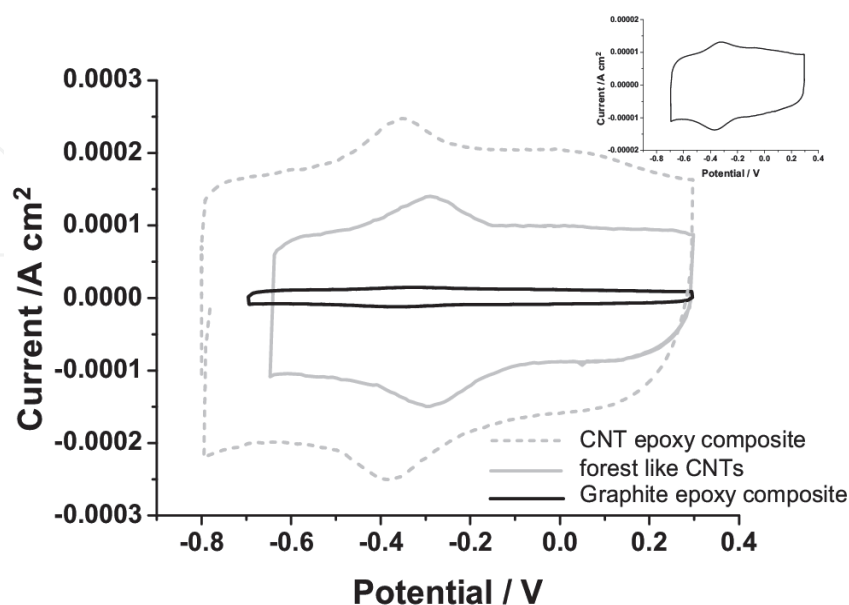 0.00002
0.00001
0.00000
-0.00001
-0.00002
Current /A cm²
-0.8 -0.6 -0.4 -0.2 0.0 0.2 0.4
Potential / V
0.0003
0.0002
0.0001
0.0000
-0.0001
-0.0002
-0.0003
Current /A cm²
CNT epoxy composite
forest like CNTs
Graphite epoxy composite
-0.8 -0.6 -0.4 -0.2 0.0 0.2 0.4
Potential / V